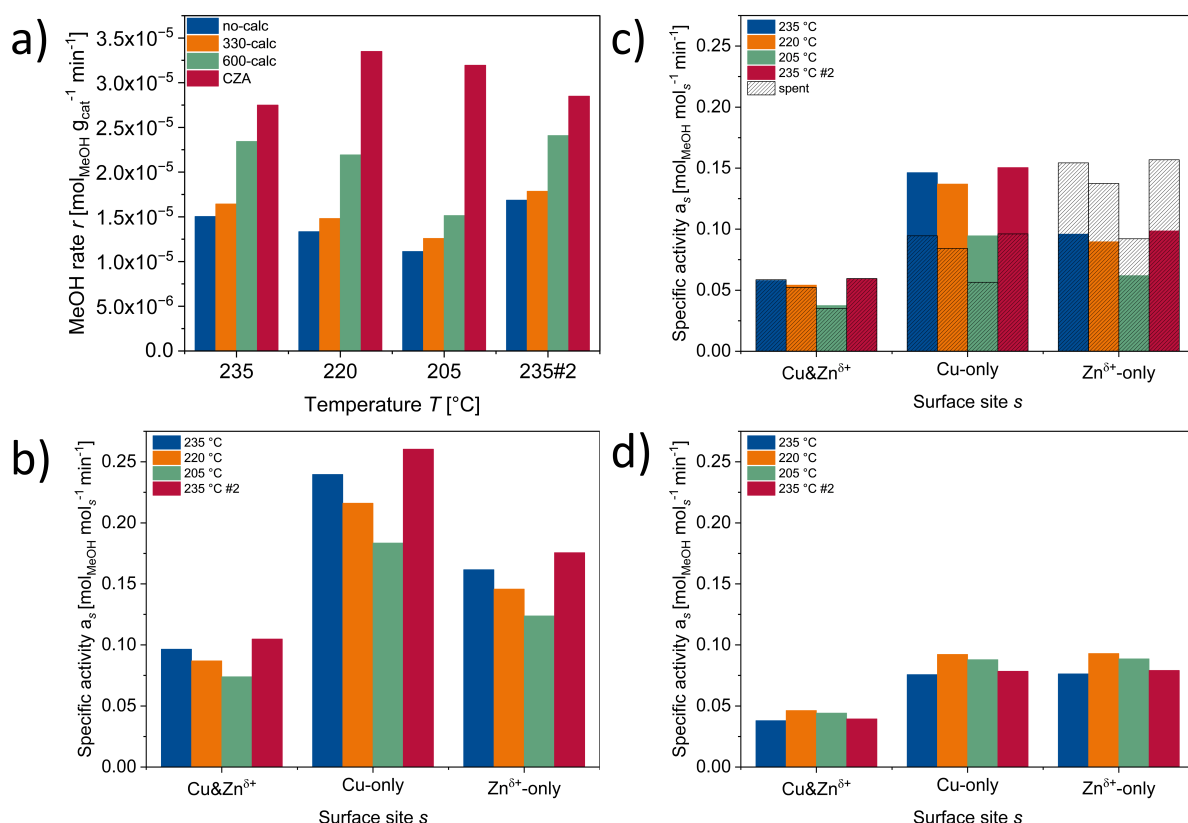 a)
MeOH rate r [mol_MeOH g_cat^-1 min^-1]
3.5x10^-5
3.0x10^-5
2.5x10^-5
2.0x10^-5
1.5x10^-5
1.0x10^-5
5.0x10^-6
0.0
no-calc
330-calc
600-calc
CZA
235 220 205 235#2
Temperature T [°C]
c)
Specific activity a_s [mol_MeOH mol_s^-1 min^-1]
0.25
0.20
0.15
0.10
0.05
0.00
235 °C
220 °C
205 °C
235 °C #2
spent
Cu&Zn^δ+ Cu-only Zn^δ+-only
Surface site s
b)
Specific activity a_s [mol_MeOH mol_s^-1 min^-1]
0.25
0.20
0.15
0.10
0.05
0.00
235 °C
220 °C
205 °C
235 °C #2
Cu&Zn^δ+ Cu-only Zn^δ+-only
Surface site s
d)
Specific activity a_s [mol_MeOH mol_s^-1 min^-1]
0.25
0.20
0.15
0.10
0.05
0.00
235 °C
220 °C
205 °C
235 °C #2
Cu&Zn^δ+ Cu-only Zn^δ+-only
Surface site s